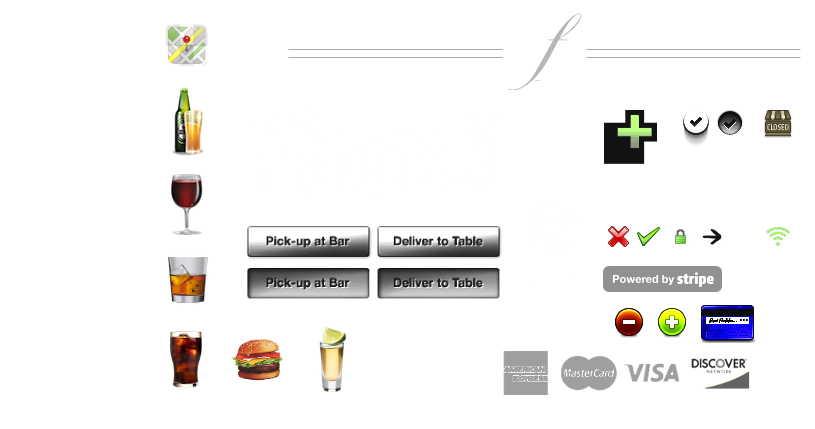 f
CLOSED
Pick-up at Bar
Deliver to Table
Pick-up at Bar
Deliver to Table
Powered by stripe
AMERICAN
EXPRESS
MasterCard
VISA
DISCOVER
NETWORK